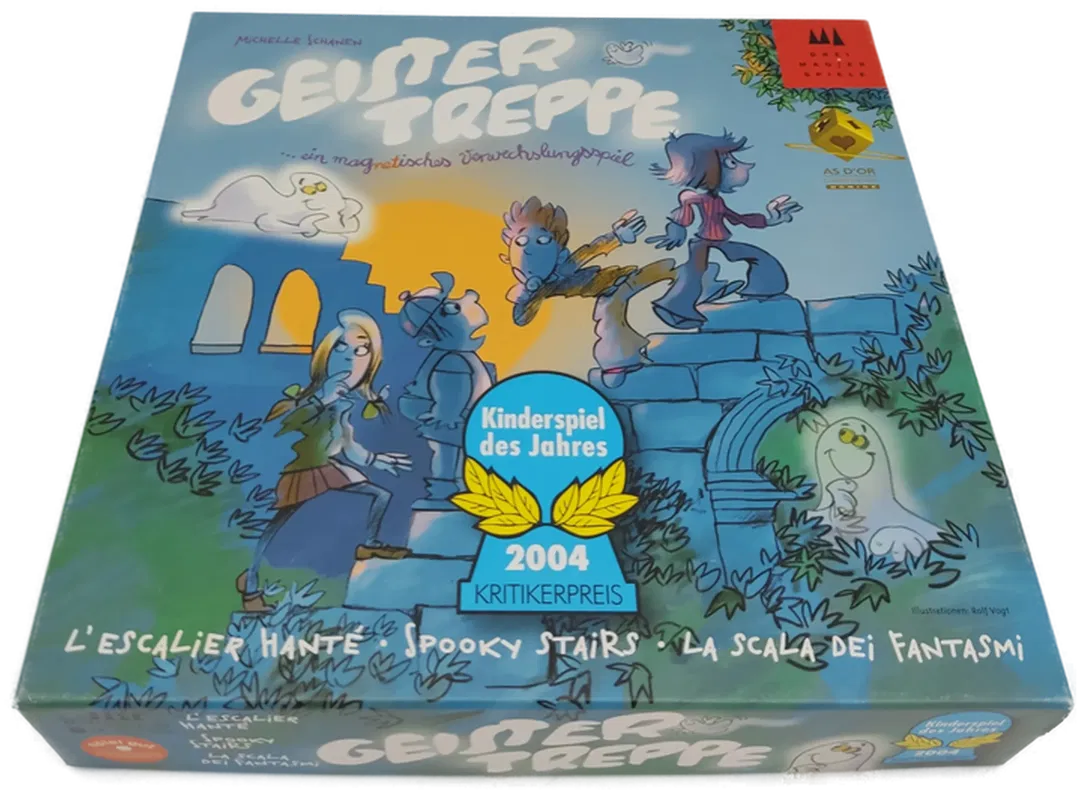 MICHELLE SCHANEN
GEISTER
TREPPE
... ein magnetisches Verwechslungsspiel
DREI
MAGIER
SPIELE
AS D'OR
Kinderspiel
des Jahres
2004
KRITIKERPREIS
Illustrationen: Rolf Vogt
L'ESCALIER HANTÉ · SPOOKY STAIRS · LA SCALA DEI FANTASMI
L'ESCALIER
HANTÉ
SPOOKY
STAIRS
LA SCALA
DEI FANTASMI
GEISTER
TREPPE
Kinderspiel
des Jahres
2004